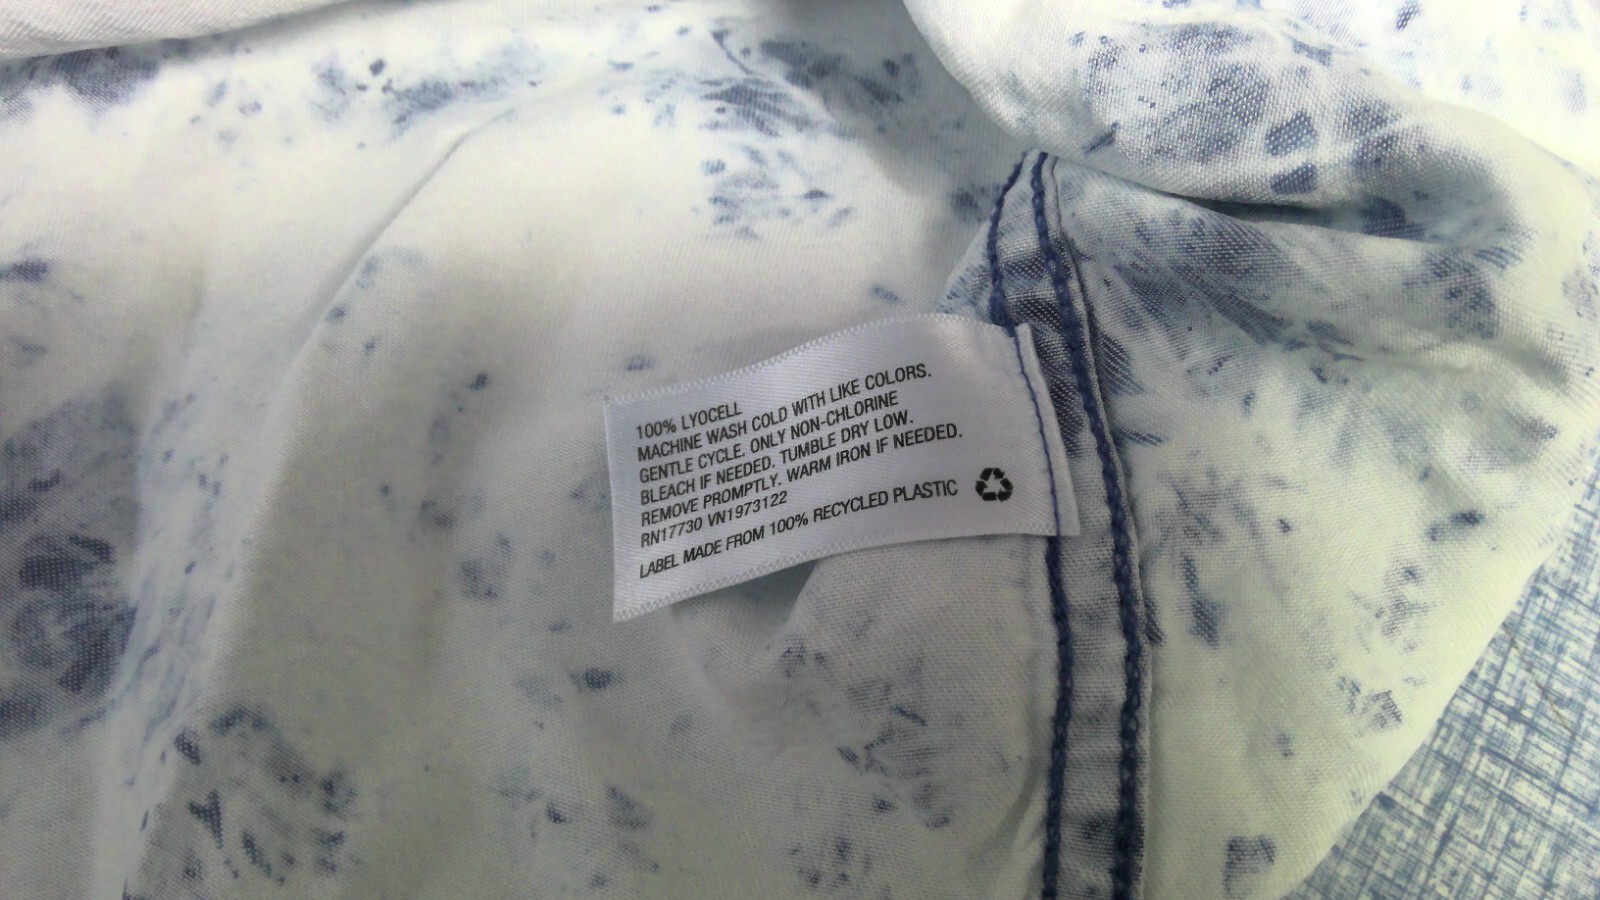 100% LYOCELL
MACHINE WASH COLD WITH LIKE COLORS.
GENTLE CYCLE. ONLY NON-CHLORINE
BLEACH IF NEEDED. TUMBLE DRY LOW.
REMOVE PROMPTLY. WARM IRON IF NEEDED.
RN17730 VN1973122
LABEL MADE FROM 100% RECYCLED PLASTIC